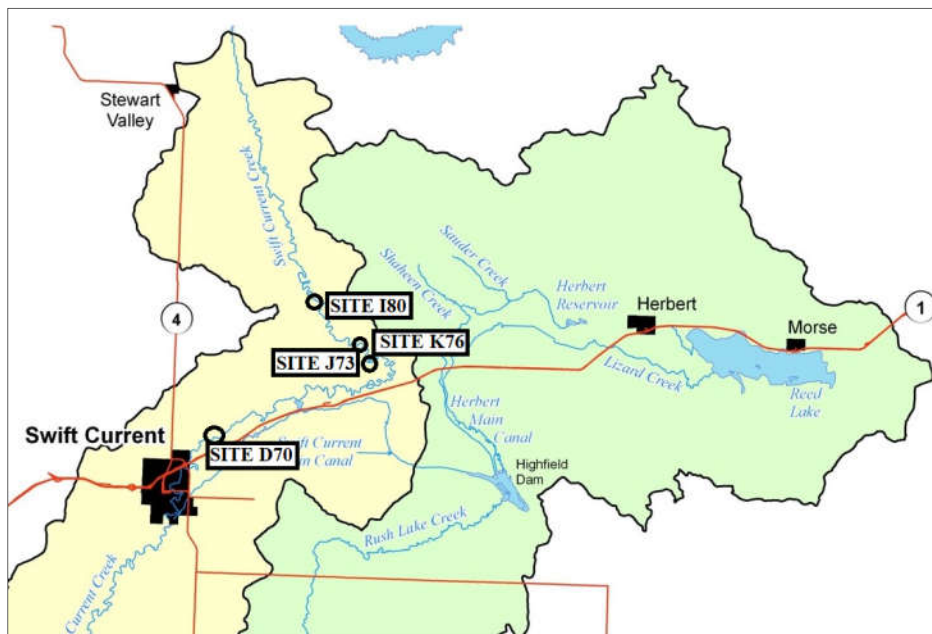 Stewart
Valley
Swift Current Creek
Sauder Creek
Shaheen Creek
Herbert
Reservoir
Herbert
Morse
1
4
SITE I80
SITE K76
SITE J73
Lizard Creek
Reed
Lake
Herbert
Main
Canal
Swift Current
SITE D70
Swift Current
Main Canal
Highfield
Dam
Rush Lake Creek
Current Creek